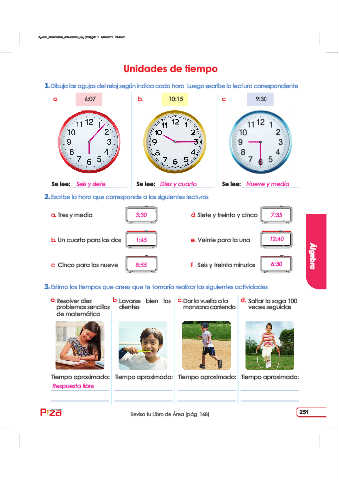 Unidades de tiempo
1. Dibuja las agujas del reloj según indica cada hora. Luego escribe la lectura correspondiente
a. 6:07 b. 10:15 c. 9:30
Se lee: Seis y siete Se lee: Diez y cuarto Se lee: Nueve y media
2. Escribe la hora que corresponde a las siguientes lecturas
a. Tres y media 3:30 d. Siete y treinta y cinco 7:35
b. Un cuarto para las dos 1:45 e. Veinte para la una 12:40
c. Cinco para las nueve 8:55 f. Seis y treinta minutos 6:30
Álgebra
3. Estima los tiempos que crees que te tomaría realizar las siguientes actividades
a. Resolver diez problemas sencillos de matemática
b. Lavarse bien los dientes
c. Dar la vuelta a la manzana corriendo
d. Saltar la soga 100 veces seguidas
Tiempo aproximado: Tiempo aproximado: Tiempo aproximado: Tiempo aproximado:
Respuesta libre
Revisa tu Libro de Área (pág. 168)
251